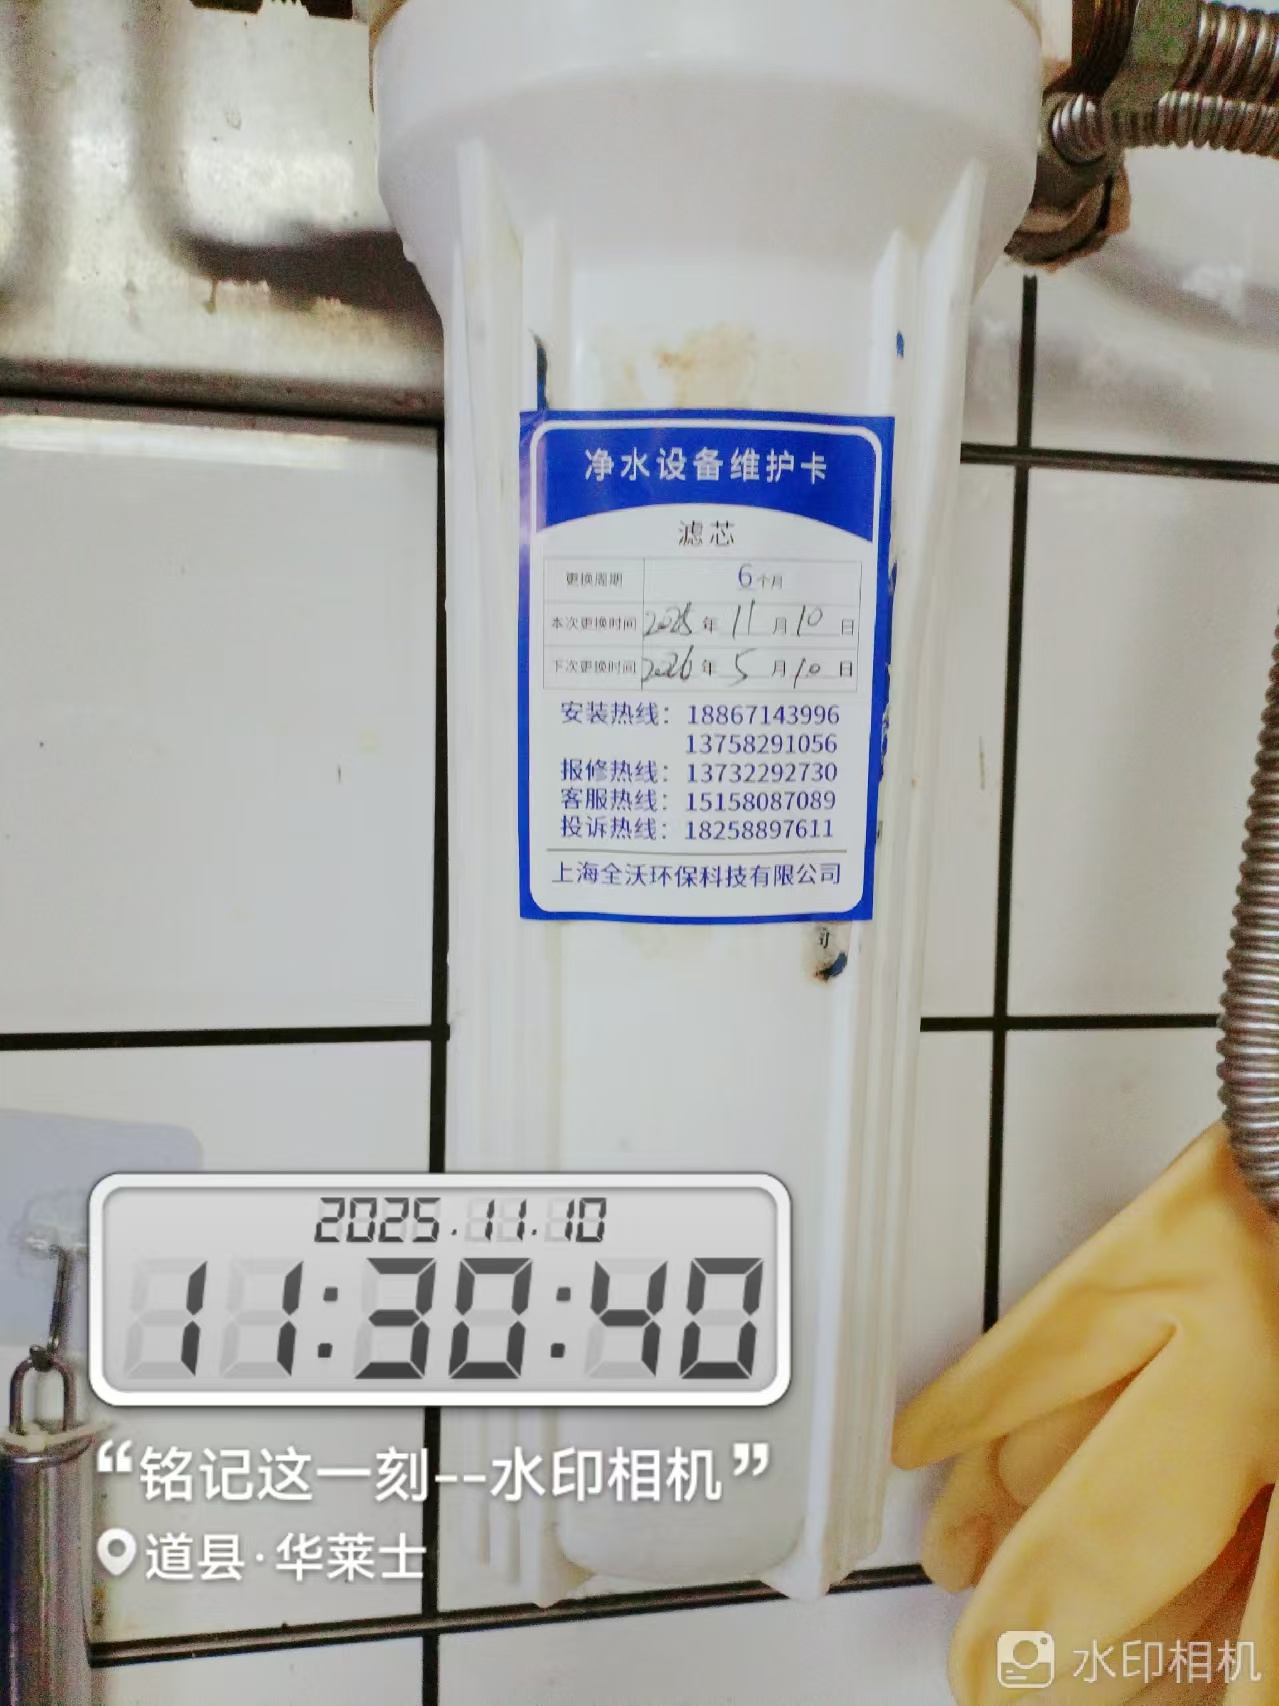 净水设备维护卡
滤芯
更换周期 6个月
本次更换时间 2025年11月10日
下次更换时间 2026年5月10日
安装热线：18867143996
13758291056
报修热线：13732292730
客服热线：15158087089
投诉热线：18258897611
上海全沃环保科技有限公司
司
2025.11.10
11:30:40
“铭记这一刻--水印相机”
道县·华莱士
水印相机